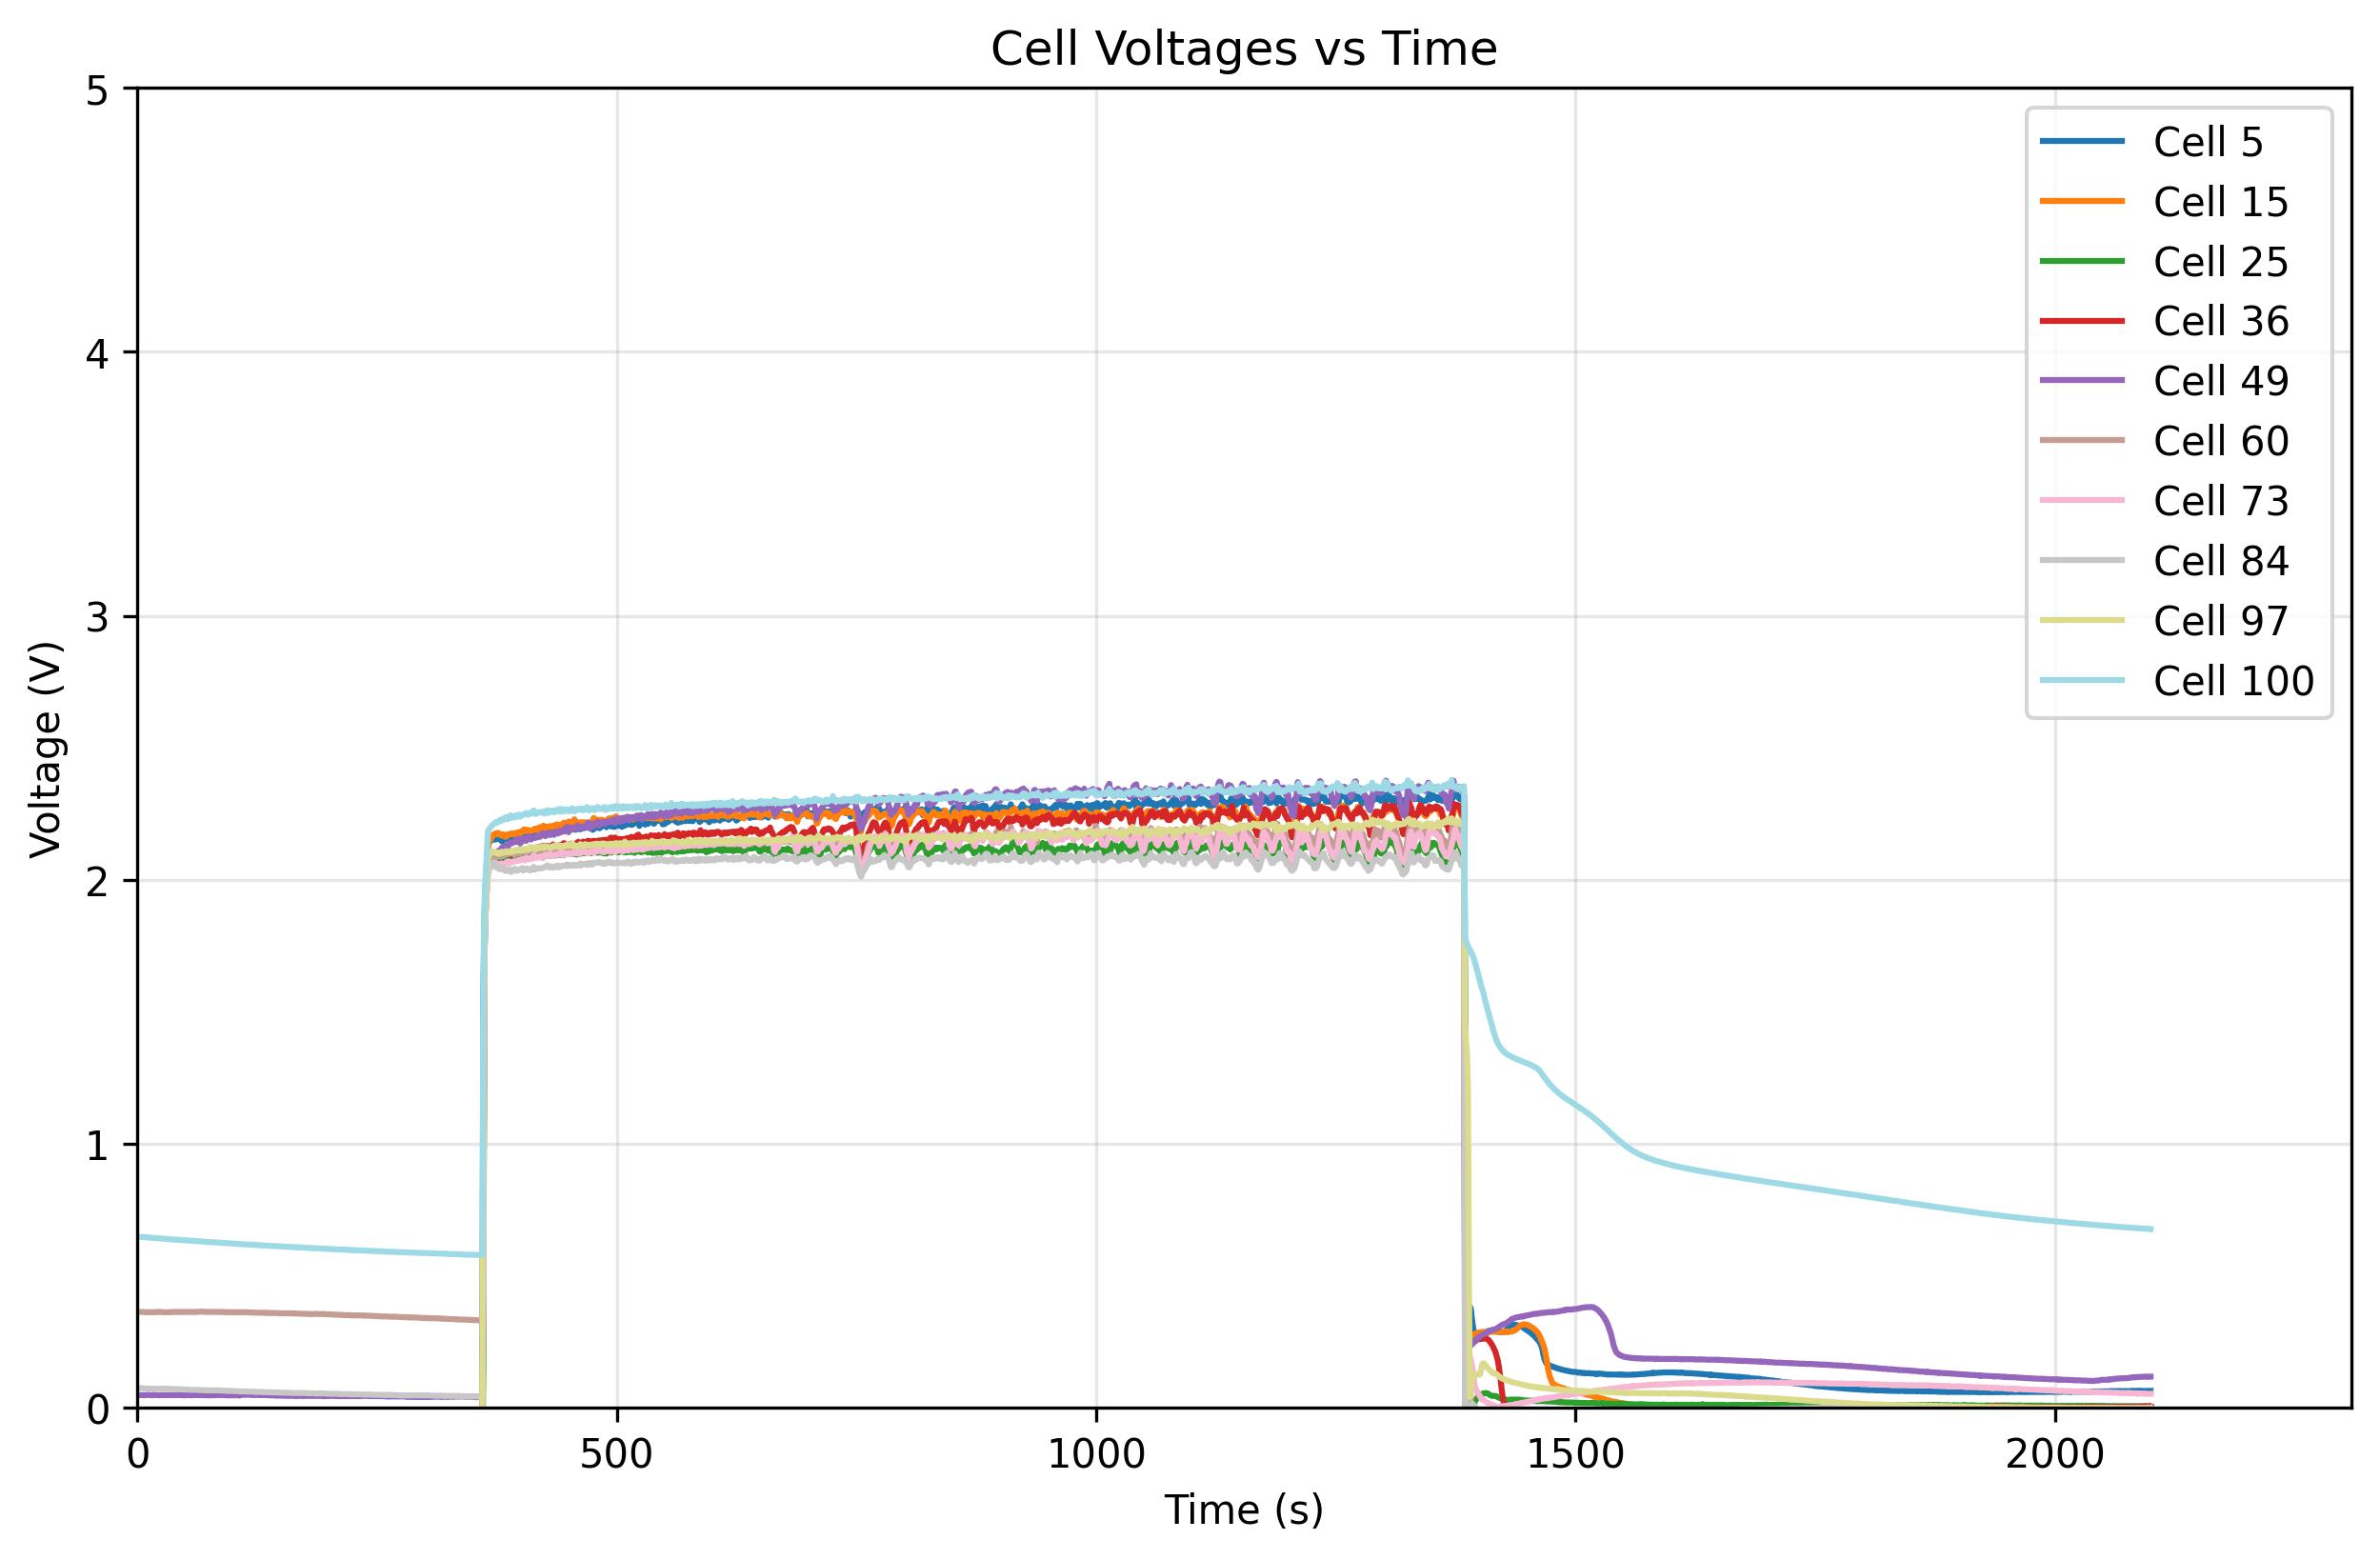 Cell Voltages vs Time
5
4
3
2
1
0
Voltage (V)
0 500 1000 1500 2000
Time (s)
Cell 5
Cell 15
Cell 25
Cell 36
Cell 49
Cell 60
Cell 73
Cell 84
Cell 97
Cell 100